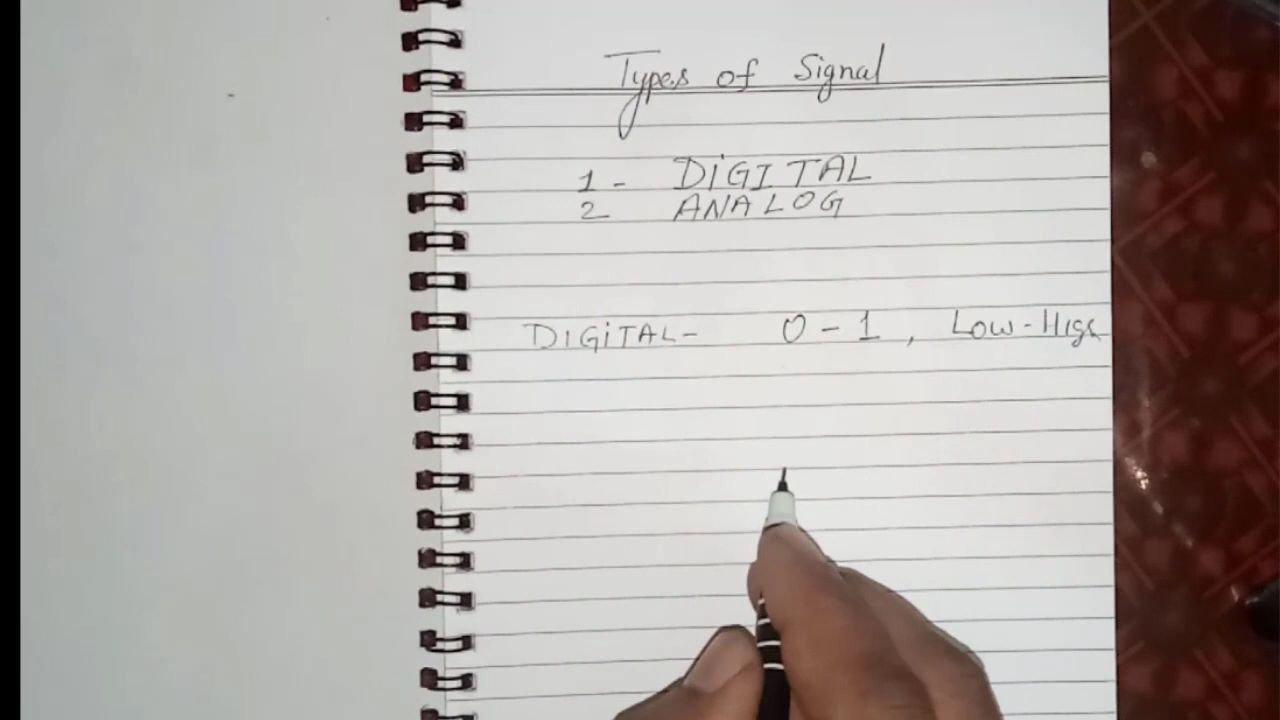 Types of Signal
1 - DiGITAL
2 ANALOG
DIGiTAL- 0 - 1 , Low-High